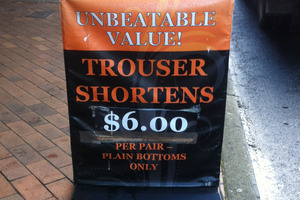 UNBEATABLE
VALUE!
TROUSER
SHORTENS
$6.00
PER PAIR –
PLAIN BOTTOMS
ONLY